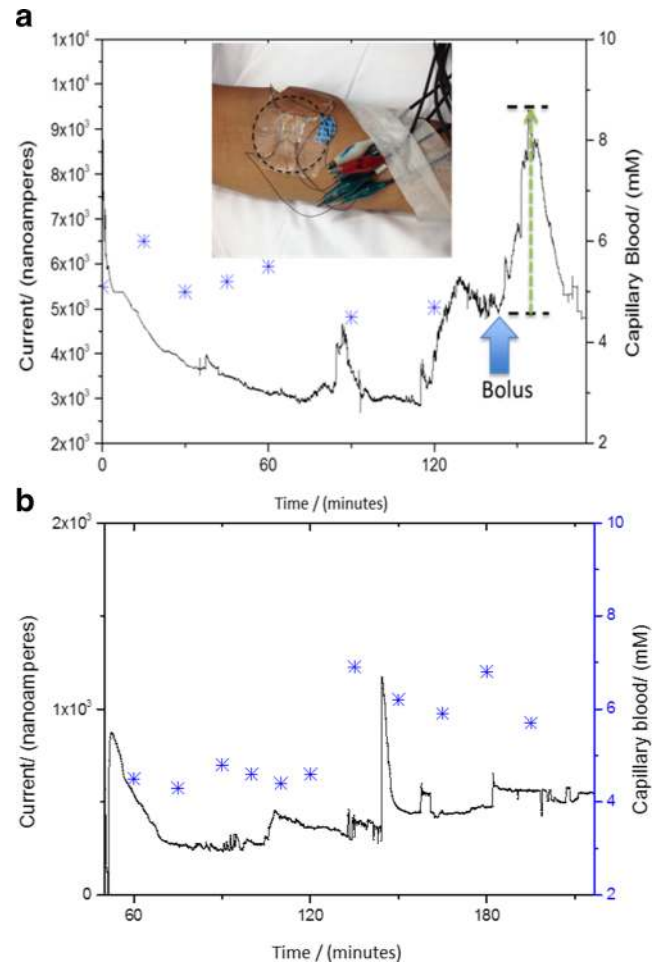 a
1x10⁴
1x10⁴
9x10³
8x10³
7x10³
6x10³
5x10³
4x10³
3x10³
2x10³
Current/ (nanoamperes)
10
8
6
4
2
Capillary Blood/ (mM)
Bolus
0
60
120
Time / (minutes)
b
2x10³
1x10³
0
Current/ (nanoamperes)
10
8
6
4
2
Capillary blood/ (mM)
60
120
180
Time / (minutes)